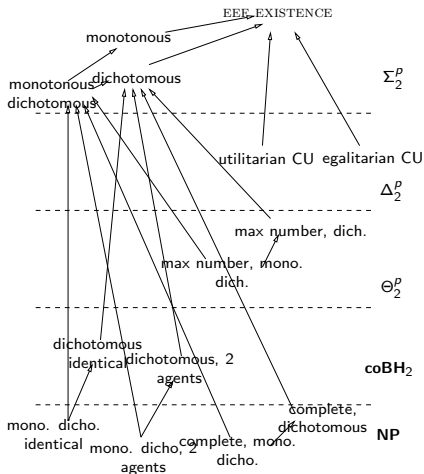 EEF EXISTENCE
monotonous
monotonous
dichotomous
dichotomous
Σ₂ᵖ
utilitarian CU
egalitarian CU
Δ₂ᵖ
max number, dich.
max number, mono.
dich.
Θ₂ᵖ
dichotomous
identical
dichotomous, 2
agents
coBH₂
mono. dicho.
identical
mono. dicho, 2
agents
complete, mono.
dicho.
complete,
dichotomous
NP